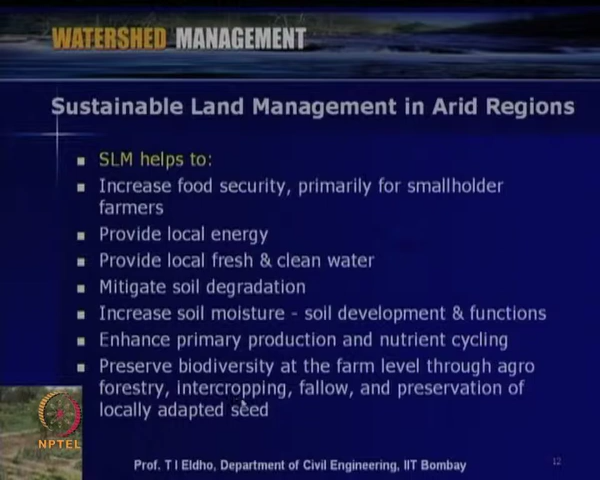 WATERSHED MANAGEMENT
Sustainable Land Management in Arid Regions
SLM helps to:
Increase food security, primarily for smallholder
farmers
Provide local energy
Provide local fresh & clean water
Mitigate soil degradation
Increase soil moisture - soil development & functions
Enhance primary production and nutrient cycling
Preserve biodiversity at the farm level through agro
forestry, intercropping, fallow, and preservation of
locally adapted seed
NPTEL
Prof. T I Eldho, Department of Civil Engineering, IIT Bombay
12